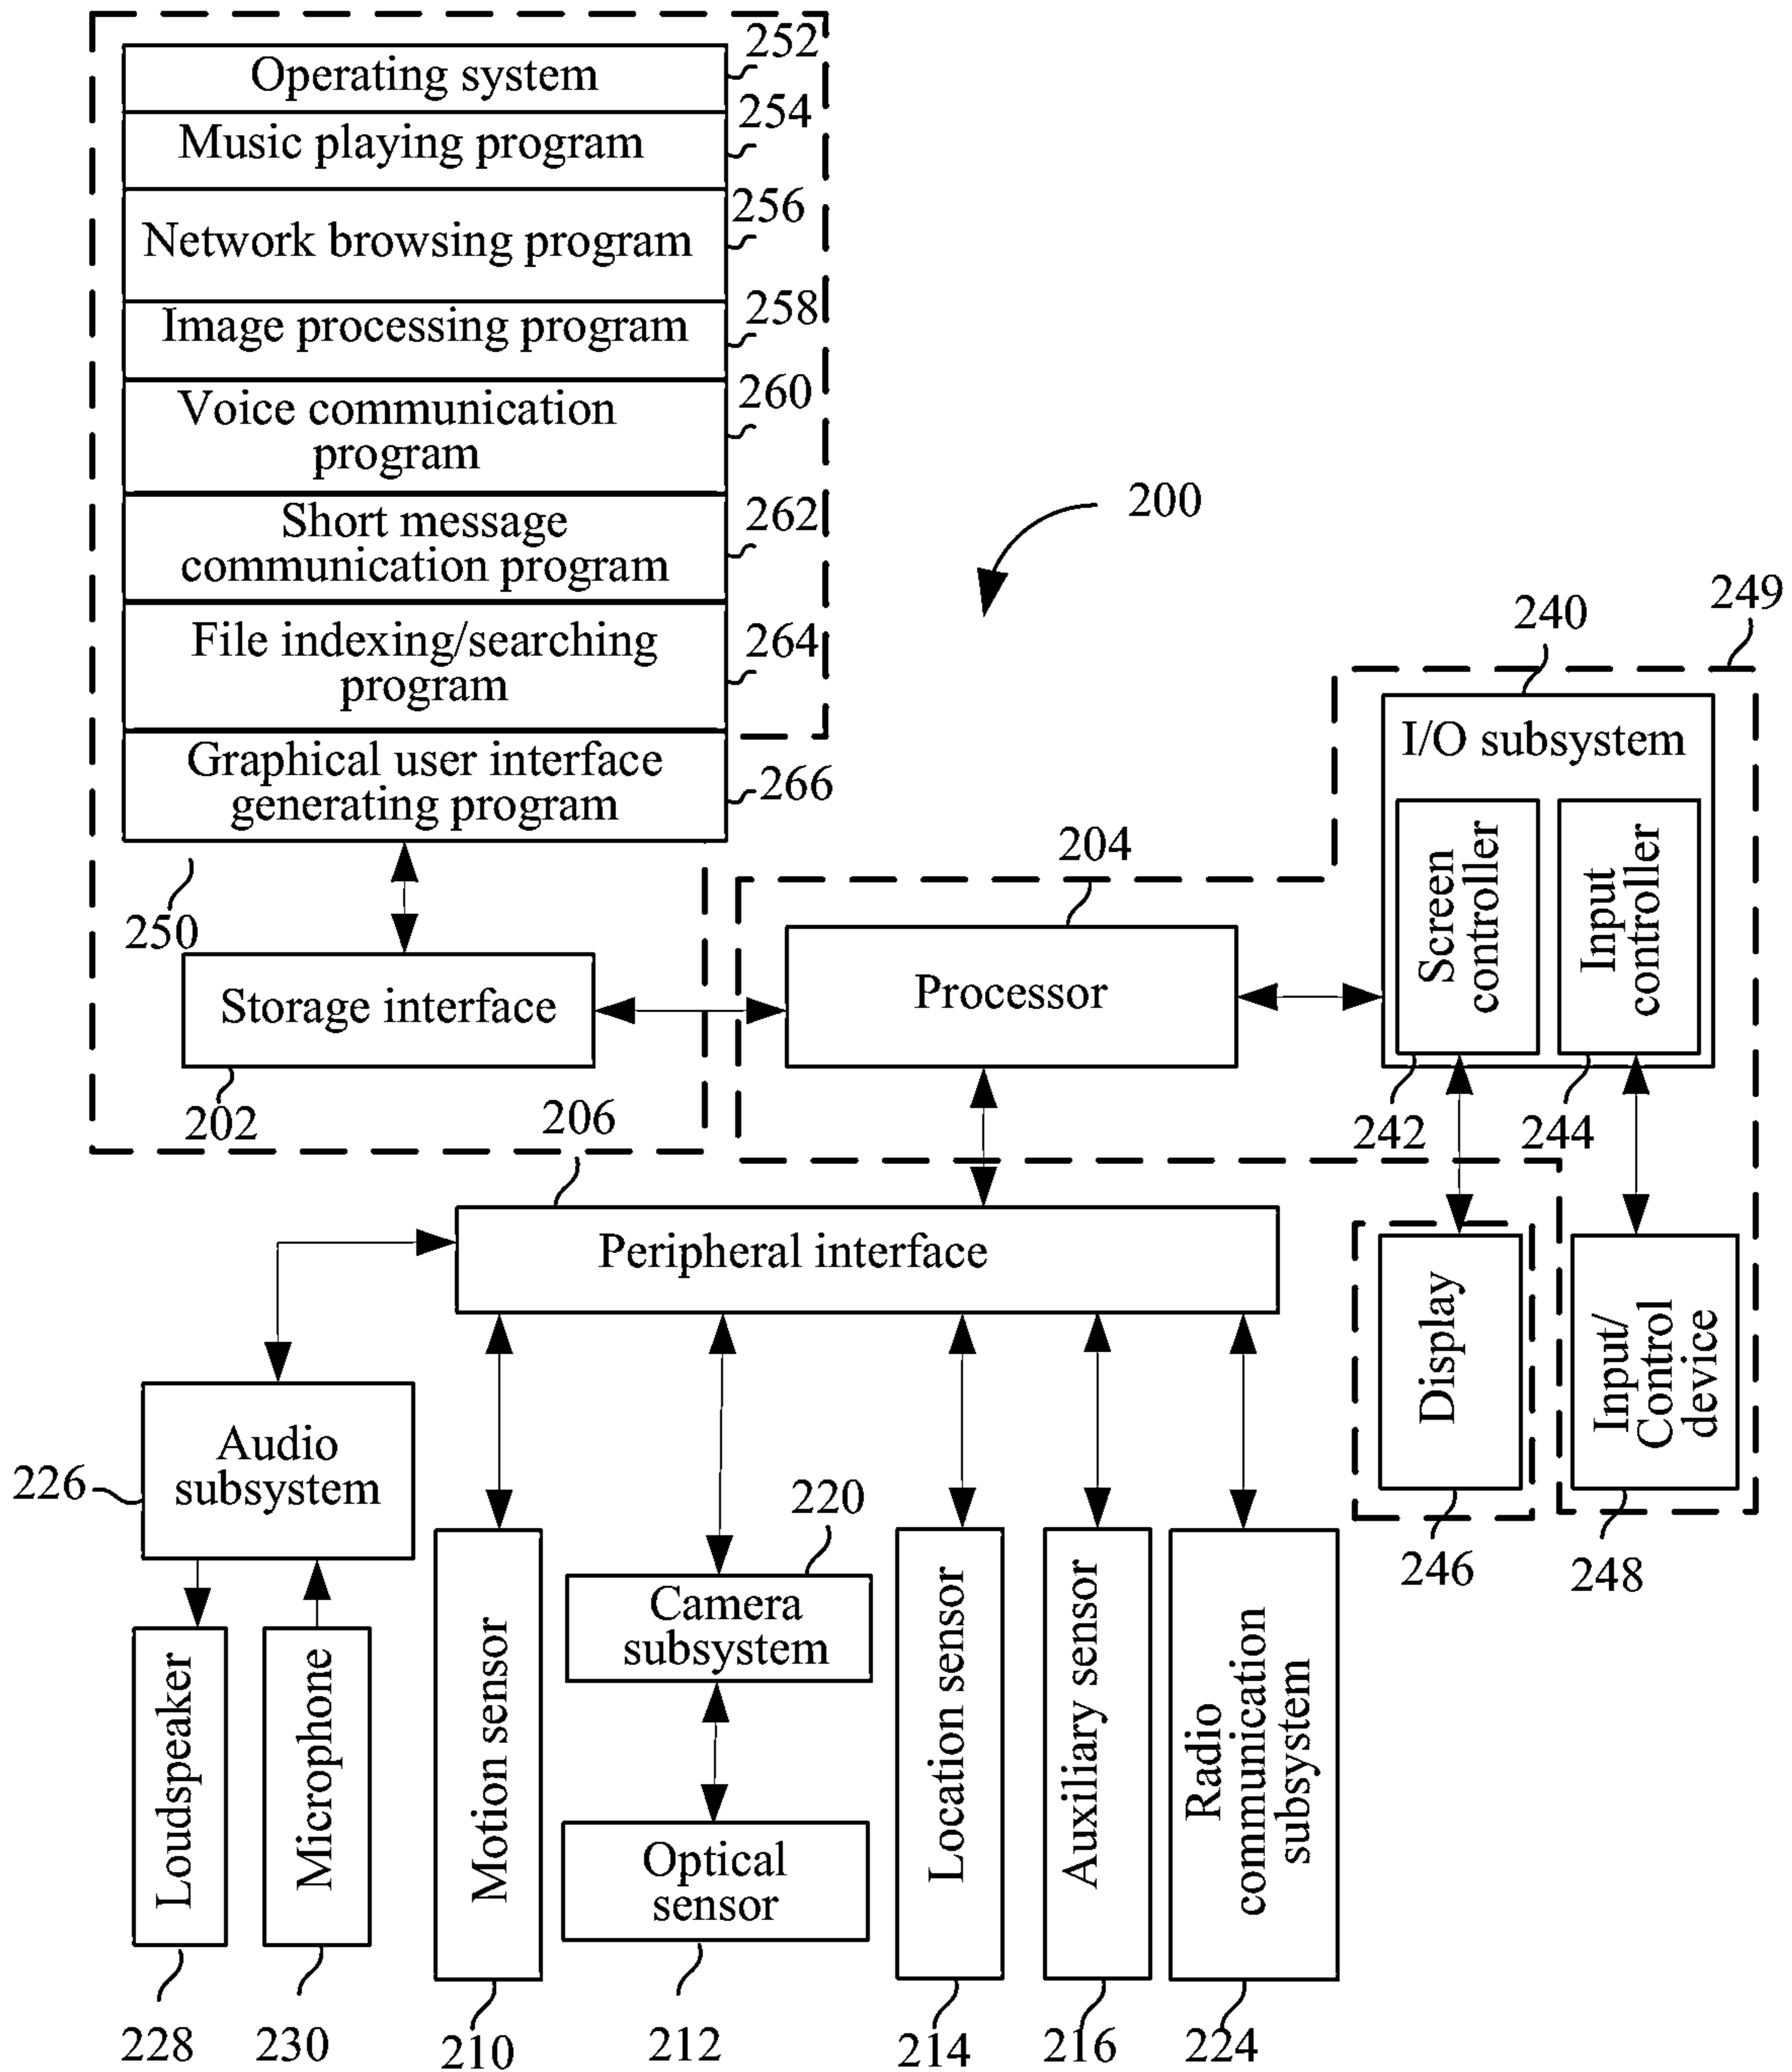 252
Operating system
254
Music playing program
256
Network browsing program
258
Image processing program
260
Voice communication
program
262
Short message
communication program
264
File indexing/searching
program
Graphical user interface
generating program
266
250
200
249
240
I/O subsystem
Screen
controller
Input
controller
204
Processor
Storage interface
202
206
242
244
Peripheral interface
Display
Input/
Control
device
246
248
Audio
subsystem
226
220
Camera
subsystem
Loudspeaker
Microphone
Motion sensor
Optical
sensor
Location sensor
Auxiliary sensor
Radio
communication
subsystem
228
230
210
212
214
216
224